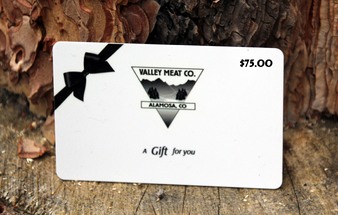 $75.00
VALLEY MEAT CO.
ALAMOSA, CO
A Gift for you